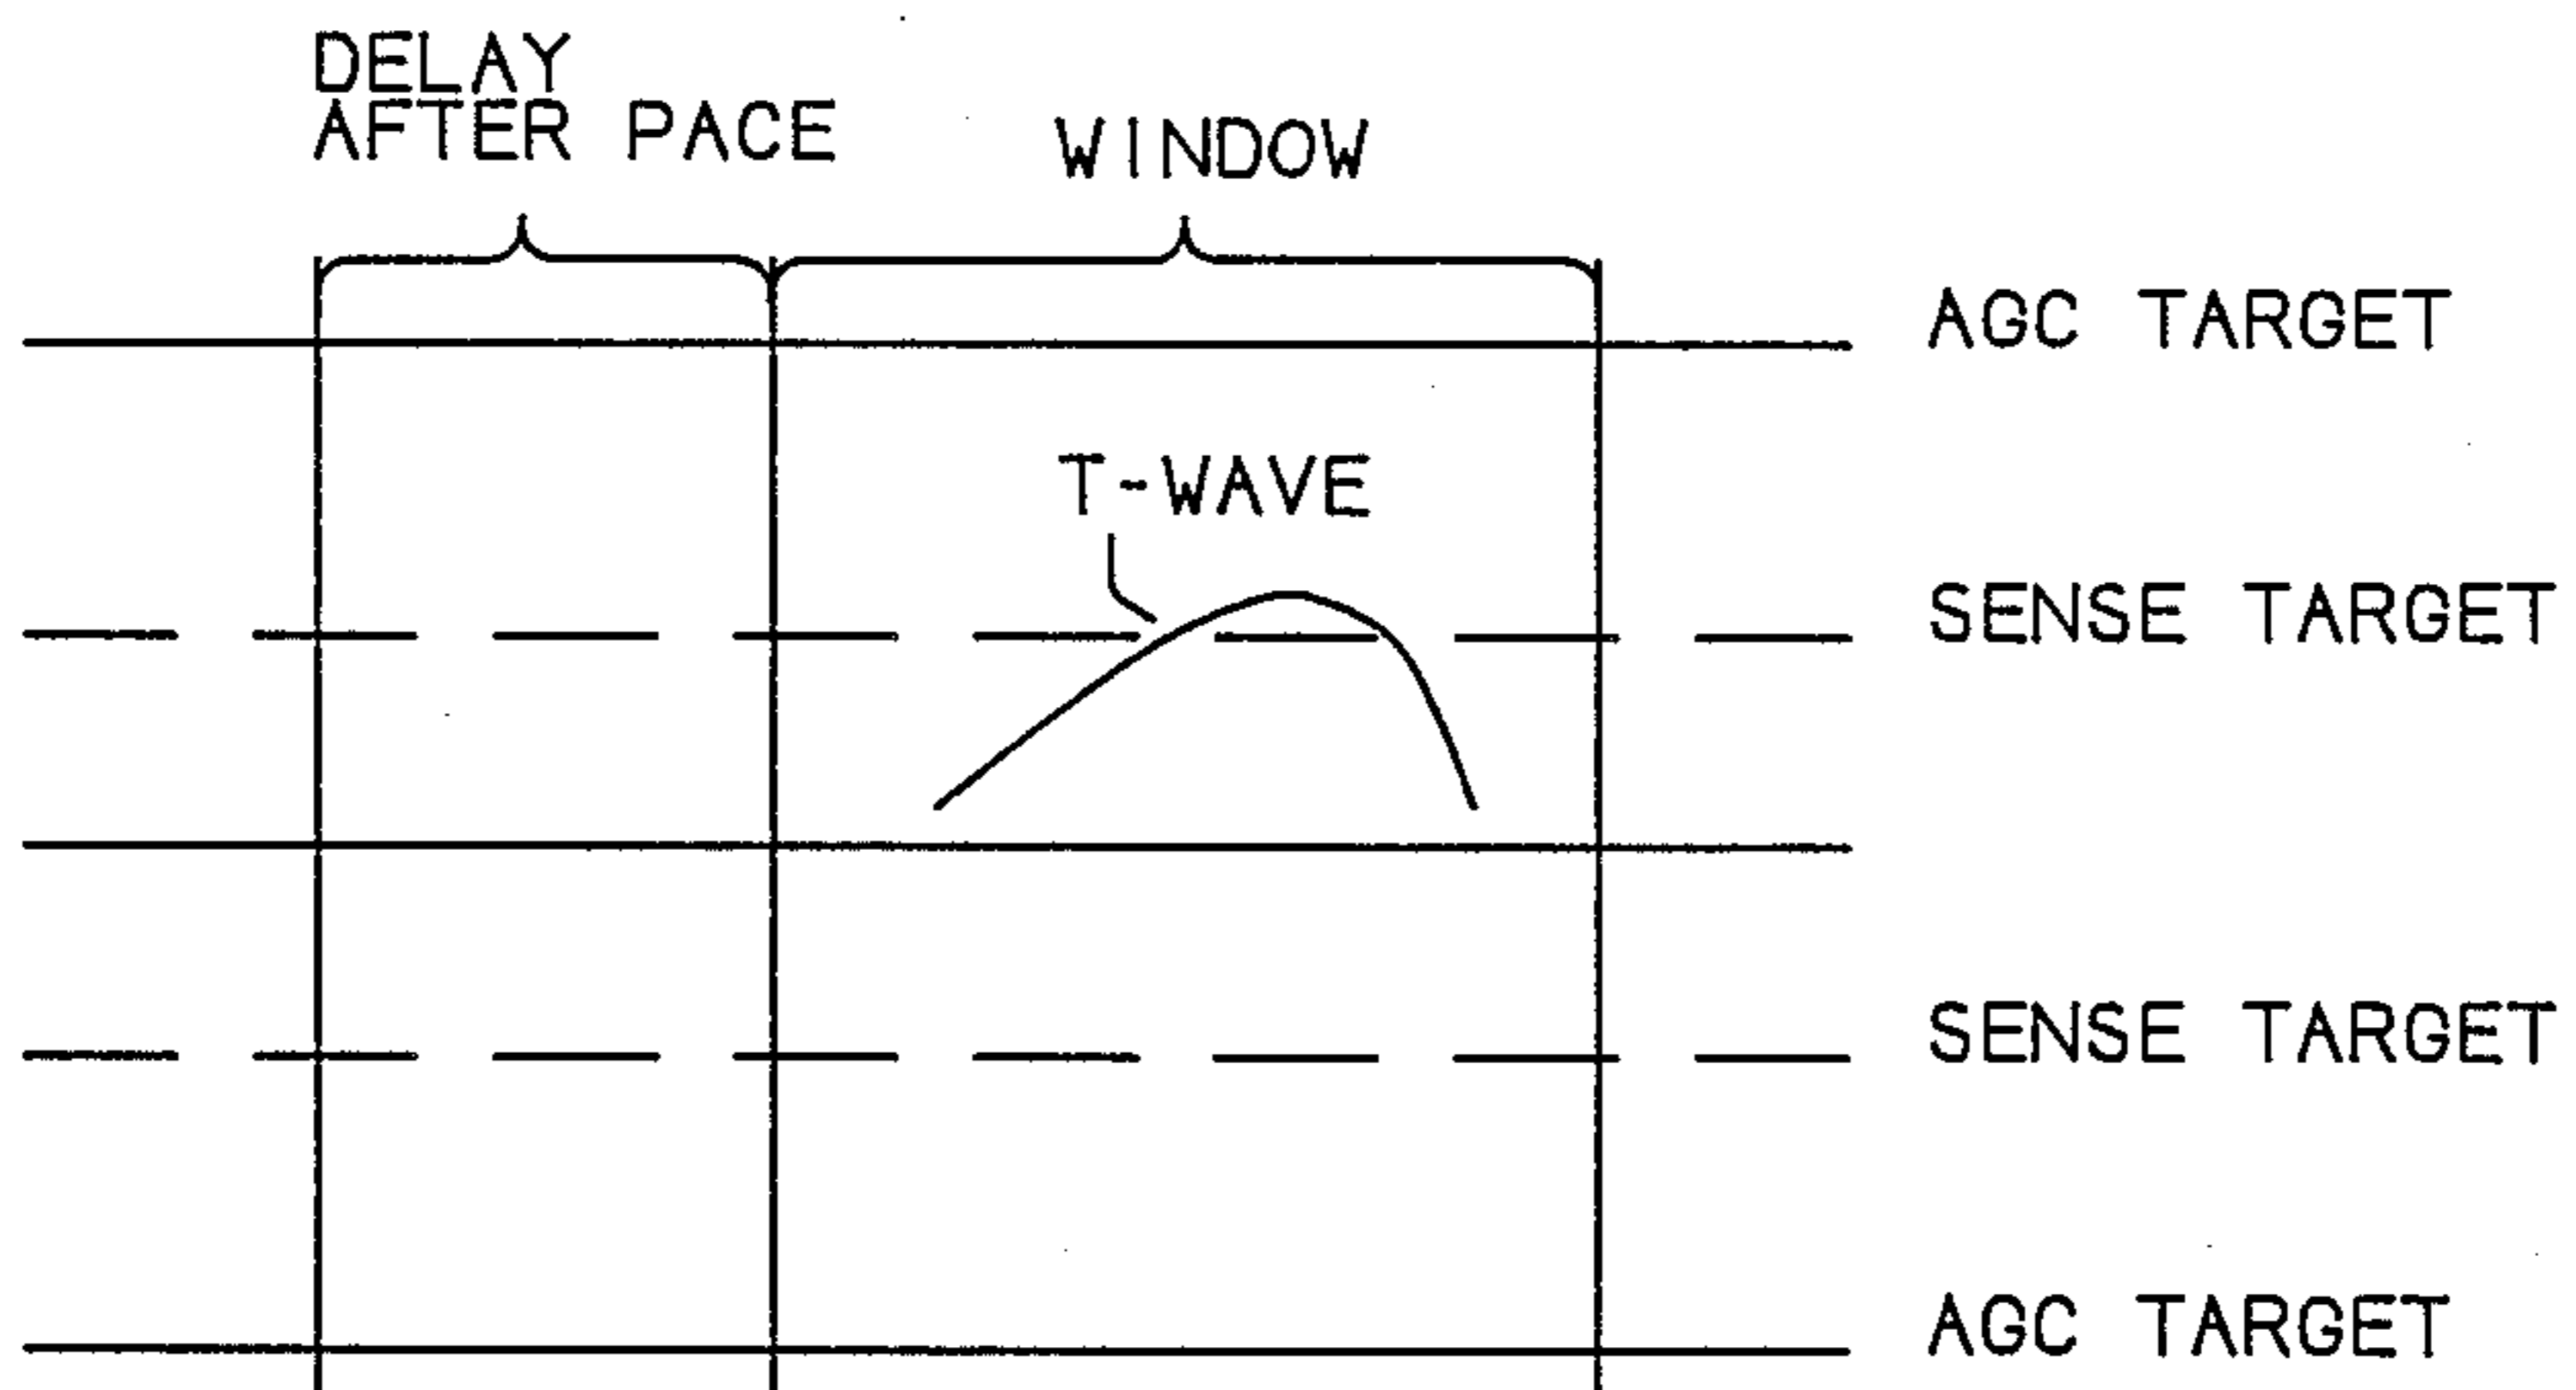 DELAY
AFTER PACE
WINDOW
AGC TARGET
T-WAVE
SENSE TARGET
SENSE TARGET
AGC TARGET